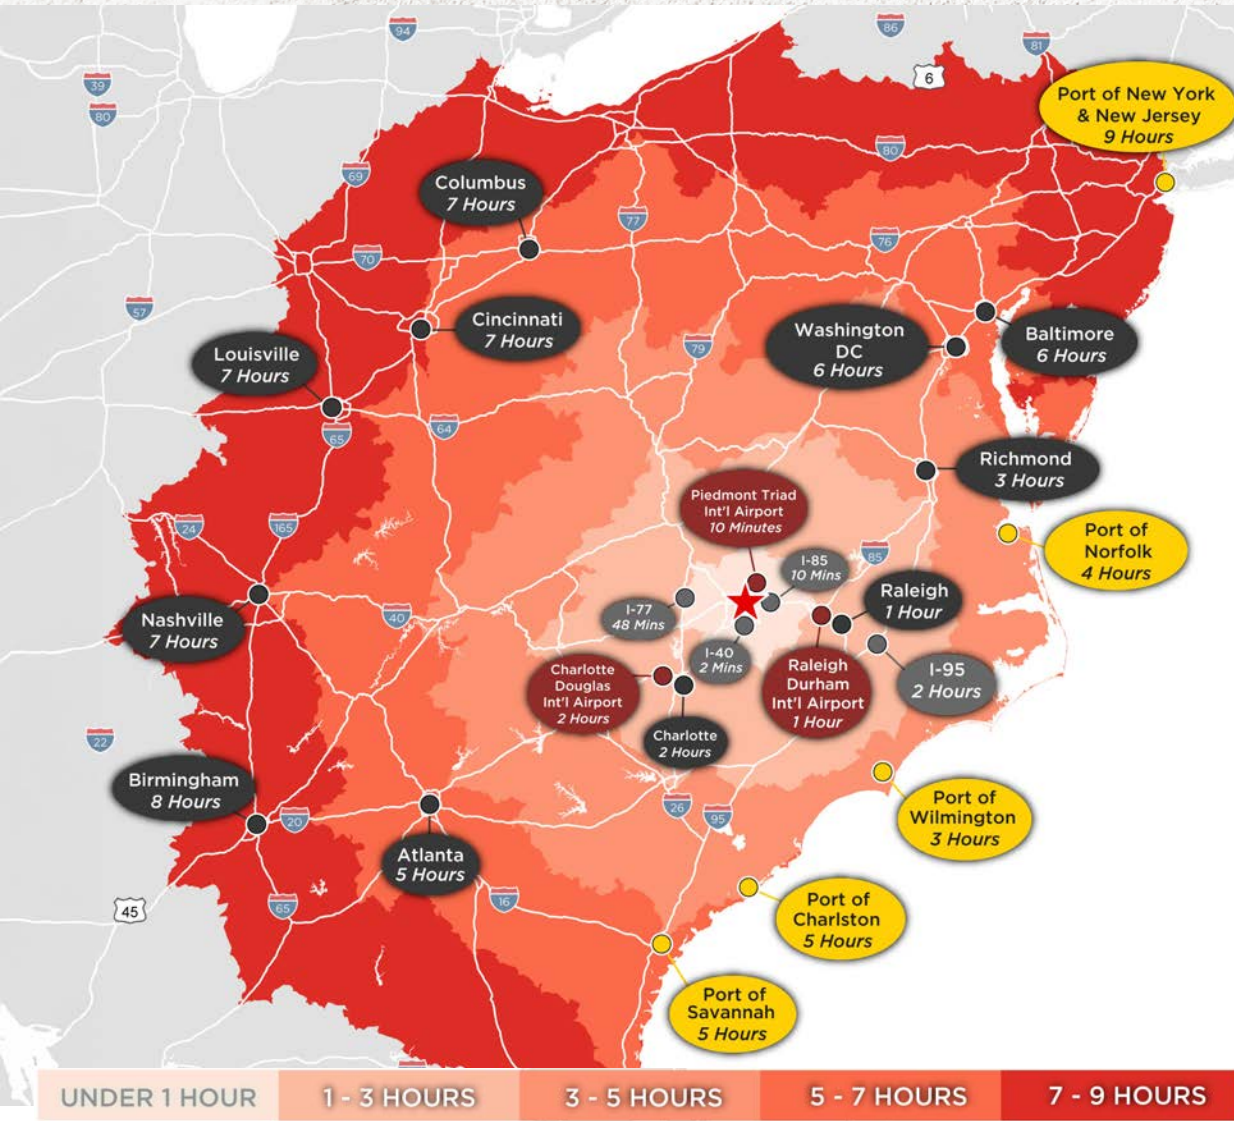 94
86
81
39
80
6
Port of New York
& New Jersey
9 Hours
80
69
Columbus
7 Hours
77
76
70
57
Cincinnati
7 Hours
Washington
DC
6 Hours
Baltimore
6 Hours
79
Louisville
7 Hours
65
64
Richmond
3 Hours
Piedmont Triad
Int'l Airport
10 Minutes
24
165
Port of
Norfolk
4 Hours
85
I-85
10 Mins
Raleigh
1 Hour
I-77
48 Mins
40
Nashville
7 Hours
I-40
2 Mins
Charlotte
Douglas
Int'l Airport
2 Hours
Raleigh
Durham
Int'l Airport
1 Hour
I-95
2 Hours
Charlotte
2 Hours
22
Birmingham
8 Hours
20
26
95
Port of
Wilmington
3 Hours
Atlanta
5 Hours
45
65
16
Port of
Charlston
5 Hours
Port of
Savannah
5 Hours
UNDER 1 HOUR
1 - 3 HOURS
3 - 5 HOURS
5 - 7 HOURS
7 - 9 HOURS